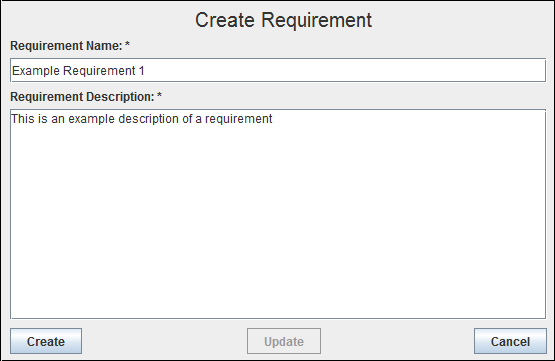 Create Requirement
Requirement Name: *
Example Requirement 1
Requirement Description: *
This is an example description of a requirement
Create
Update
Cancel